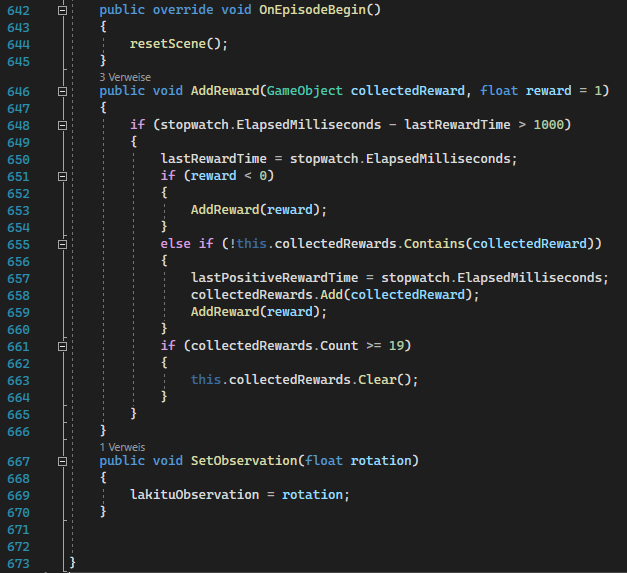 642 public override void OnEpisodeBegin()
643 {
644 resetScene();
645 }
3 Verweise
646 public void AddReward(GameObject collectedReward, float reward = 1)
647 {
648 if (stopwatch.ElapsedMilliseconds - lastRewardTime > 1000)
649 {
650 lastRewardTime = stopwatch.ElapsedMilliseconds;
651 if (reward < 0)
652 {
653 AddReward(reward);
654 }
655 else if (!this.collectedRewards.Contains(collectedReward))
656 {
657 lastPositiveRewardTime = stopwatch.ElapsedMilliseconds;
658 collectedRewards.Add(collectedReward);
659 AddReward(reward);
660 }
661 if (collectedRewards.Count >= 19)
662 {
663 this.collectedRewards.Clear();
664 }
665 }
666 }
1 Verweis
667 public void SetObservation(float rotation)
668 {
669 lakituObservation = rotation;
670 }
671
672
673 }